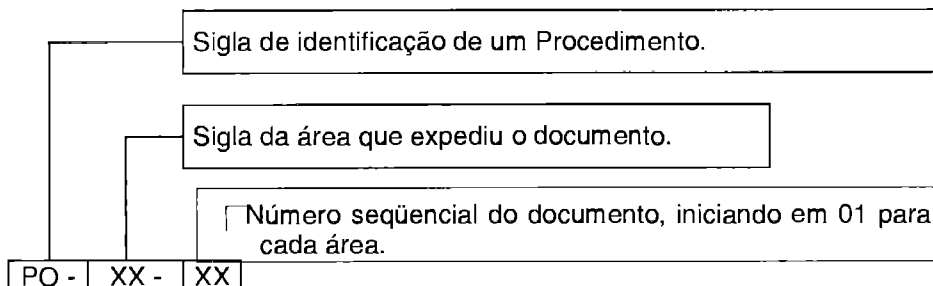 Sigla de identificação de um Procedimento.
Sigla da área que expediu o documento.
Número seqüencial do documento, iniciando em 01 para
cada área.
PO - XX - XX